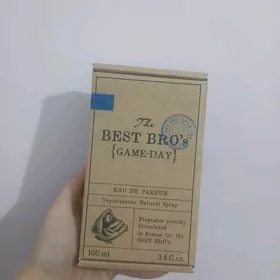 The
BEST BRO's
{GAME-DAY}
EAU DE PARFUM
Vaporisateur Natural Spray
Fragrance proudly
formulated
in France for the
BEST BRO's
100 ml
3.4 fl.oz.